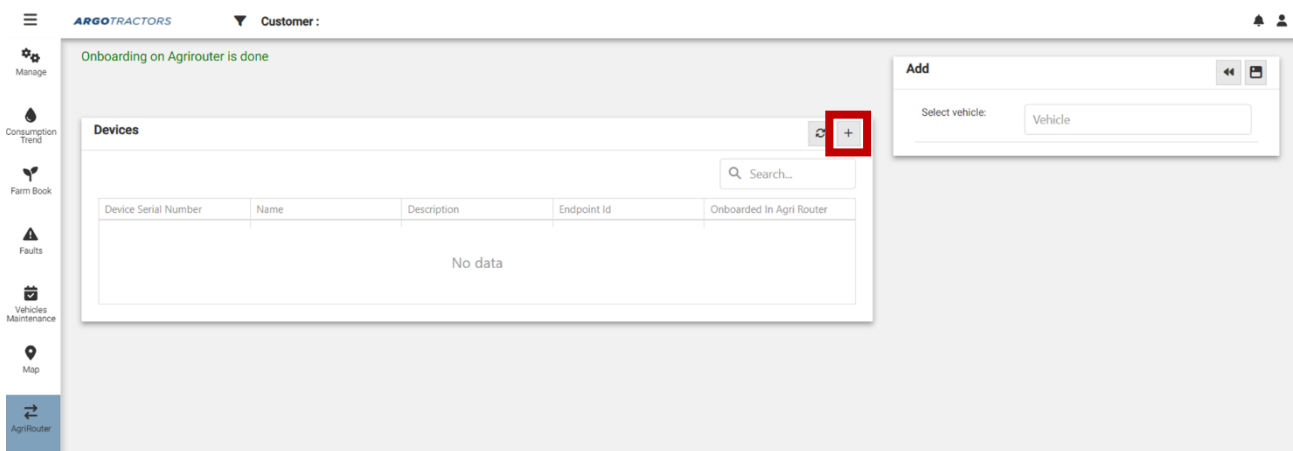 ARGOTRACTORS
Customer :
Manage
Consumption
Trend
Farm Book
Faults
Vehicles
Maintenance
Map
AgriRouter
Onboarding on Agrirouter is done
Devices
Search...
Device Serial Number Name Description Endpoint Id Onboarded In Agri Router
No data
Add
Select vehicle: Vehicle